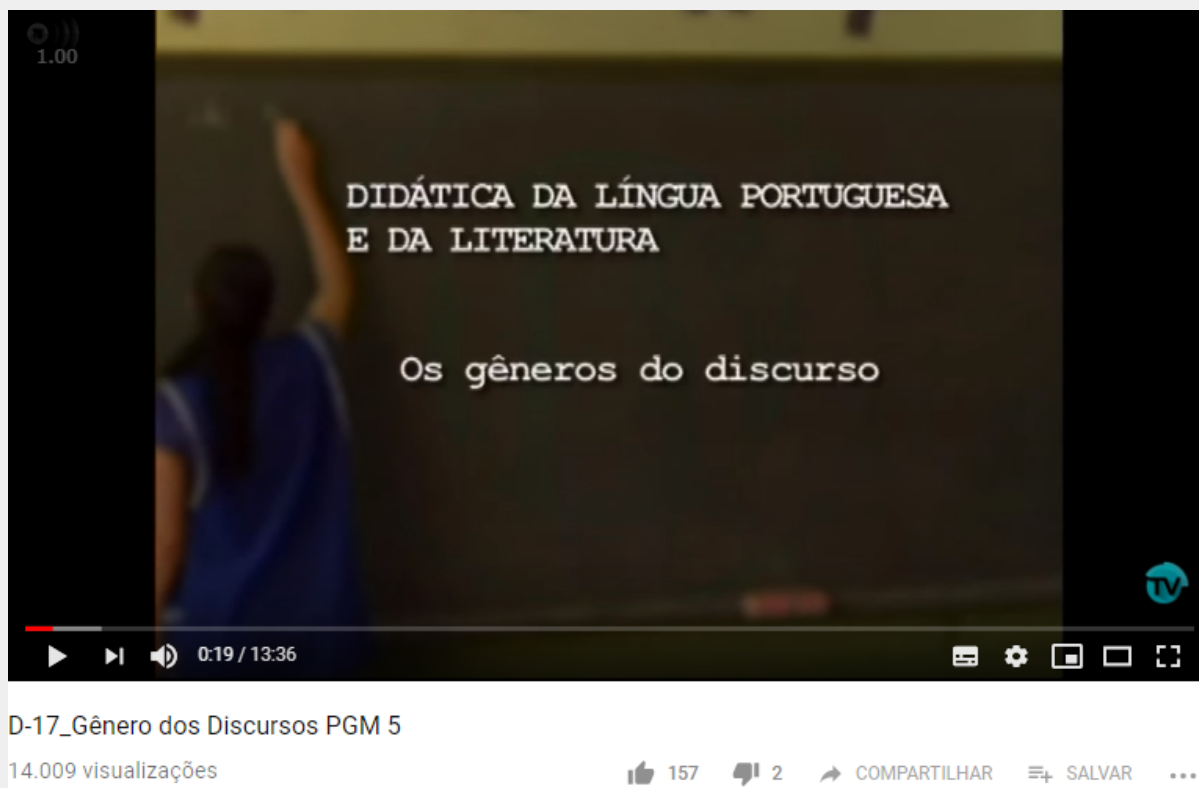 1.00
DIDÁTICA DA LÍNGUA PORTUGUESA
E DA LITERATURA
Os gêneros do discurso
TV
0:19 / 13:36
D-17_Gênero dos Discursos PGM 5
14.009 visualizações
157
2
COMPARTILHAR
SALVAR